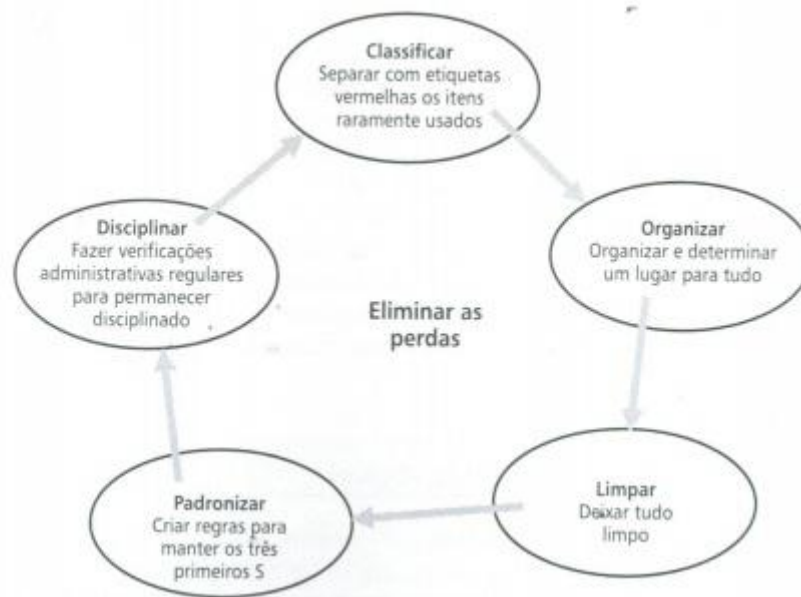 Classificar
Separar com etiquetas
vermelhas os itens
raramente usados
Organizar
Organizar e determinar
um lugar para tudo
Limpar
Deixar tudo
limpo
Padronizar
Criar regras para
manter os três
primeiros S
Disciplinar
Fazer verificações
administrativas regulares
para permanecer
disciplinado
Eliminar as
perdas